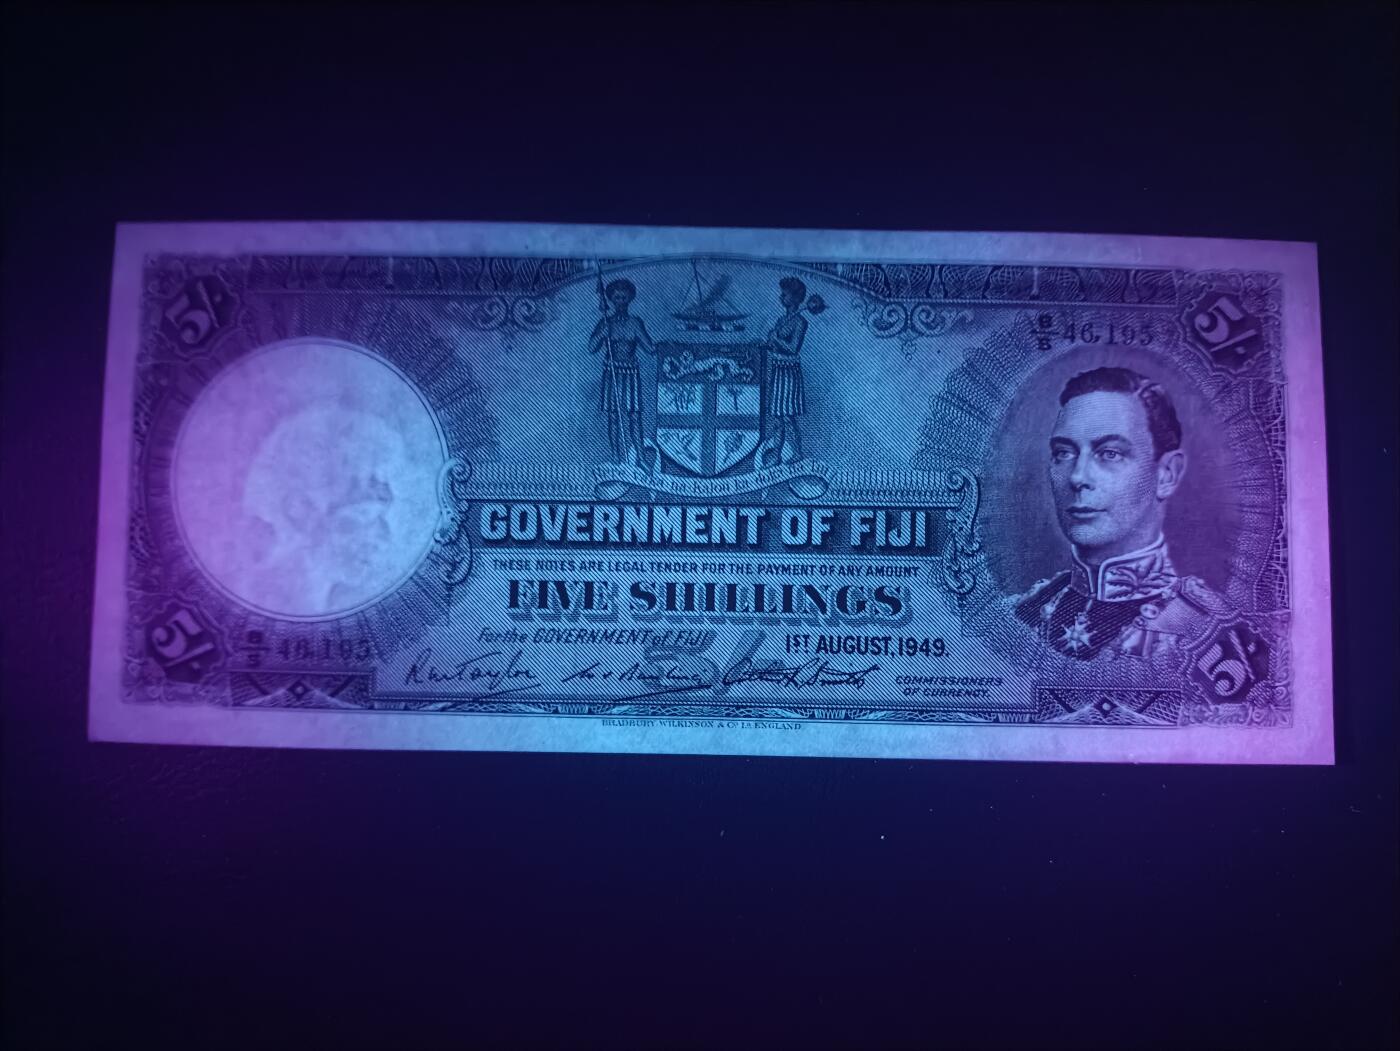 5/-
5/-
B/5 46,195
GOVERNMENT OF FIJI
THESE NOTES ARE LEGAL TENDER FOR THE PAYMENT OF ANY AMOUNT
FIVE SHILLINGS
For the GOVERNMENT of FIJI
1ST AUGUST, 1949.
5/-
B/5 46,195
COMMISSIONERS
OF CURRENCY.
5/-
5/-
BRADBURY, WILKINSON & Co. Ld. ENGLAND